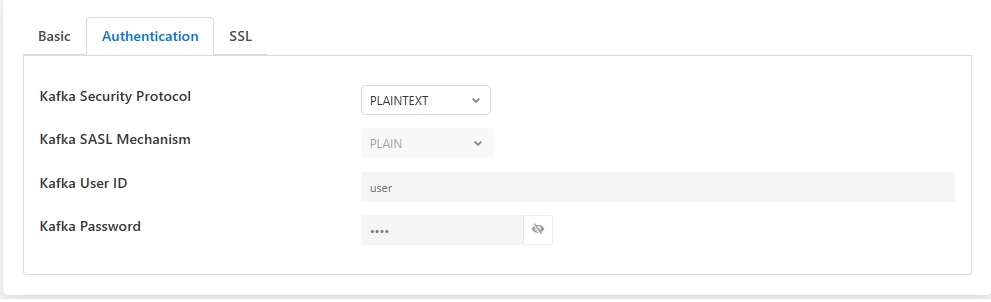 Basic Authentication SSL
Kafka Security Protocol PLAINTEXT
Kafka SASL Mechanism PLAIN
Kafka User ID user
Kafka Password ••••